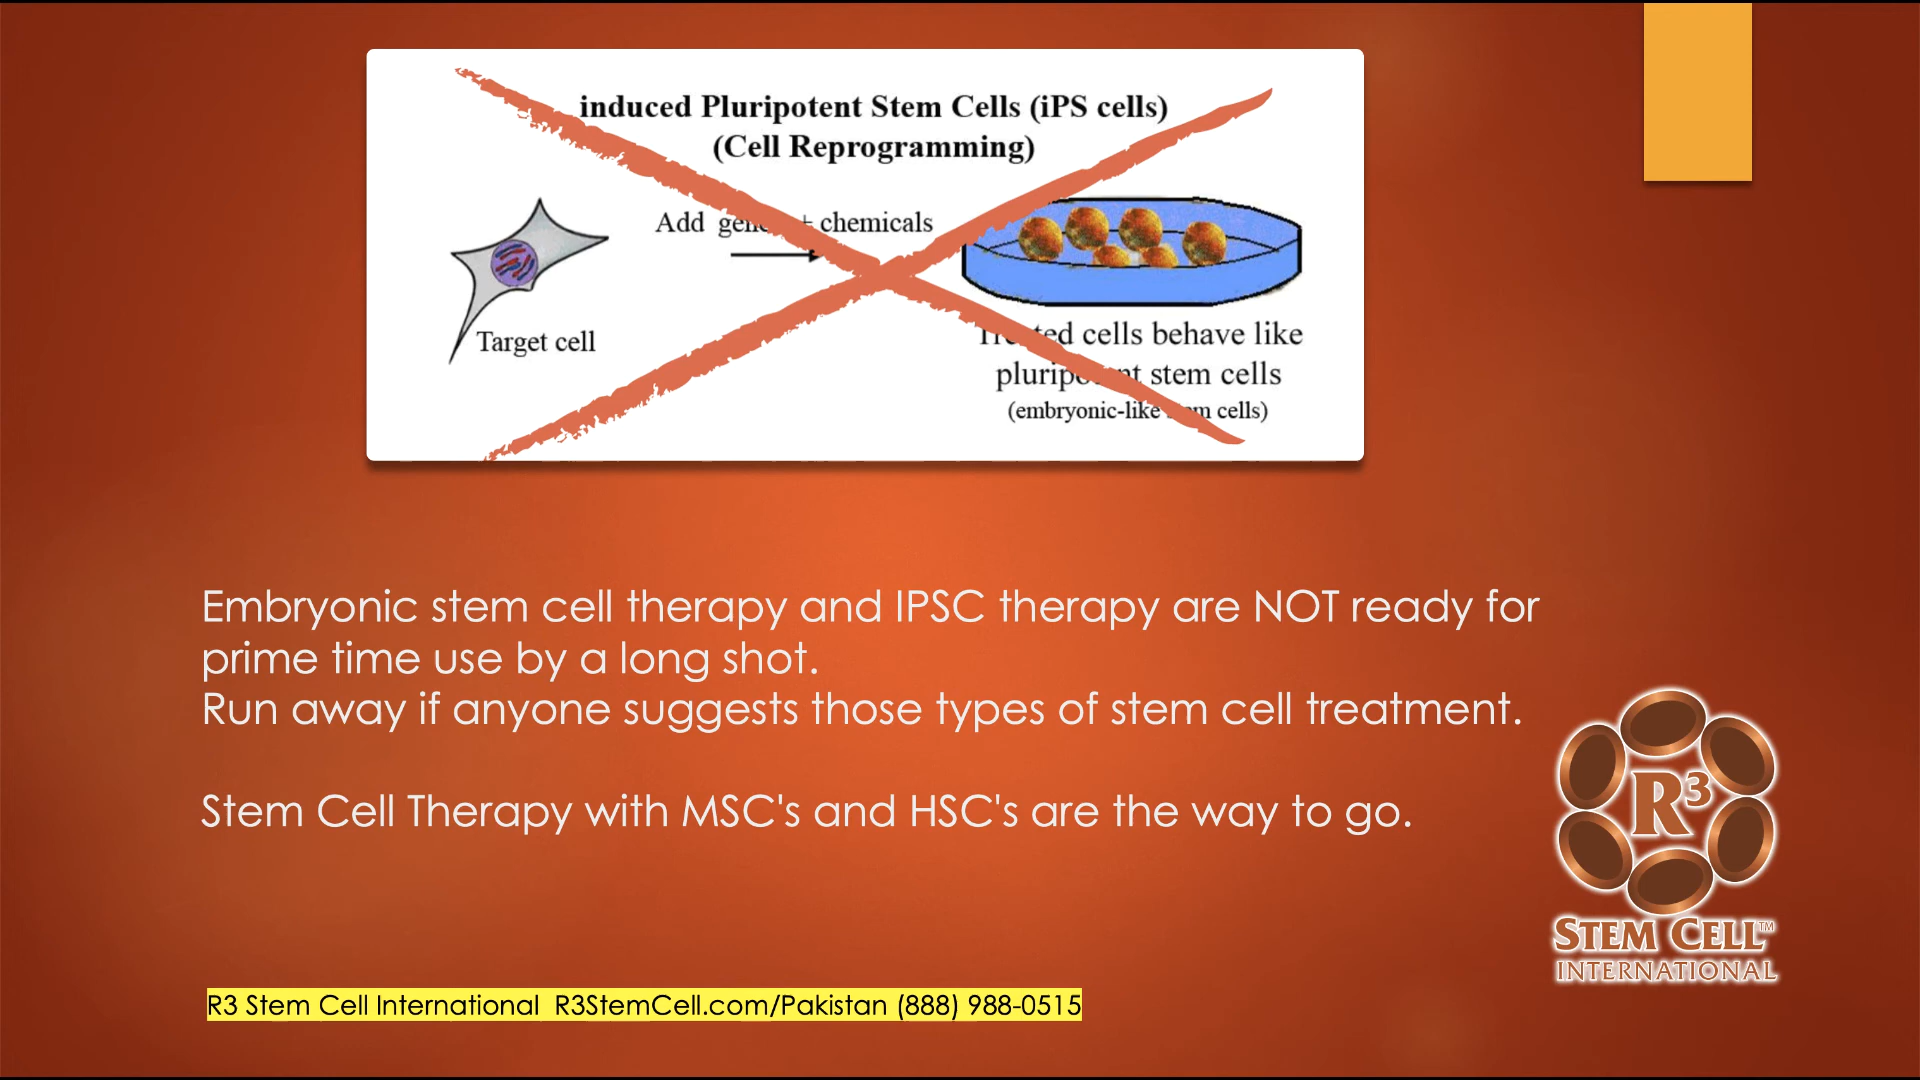 induced Pluripotent Stem Cells (iPS cells)
(Cell Reprogramming)
Add + chemicals
Target cell
cells behave like
stem cells
(embryonic-like cells)
Embryonic stem cell therapy and IPSC therapy are NOT ready for
prime time use by a long shot.
Run away if anyone suggests those types of stem cell treatment.
Stem Cell Therapy with MSC's and HSC's are the way to go.
R3
STEM CELL™
INTERNATIONAL
R3 Stem Cell International R3StemCell.com/Pakistan (888) 988-0515